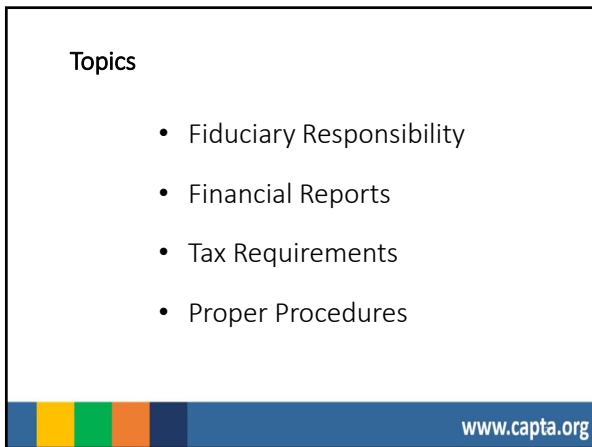 Topics
• Fiduciary Responsibility
• Financial Reports
• Tax Requirements
• Proper Procedures
www.capta.org